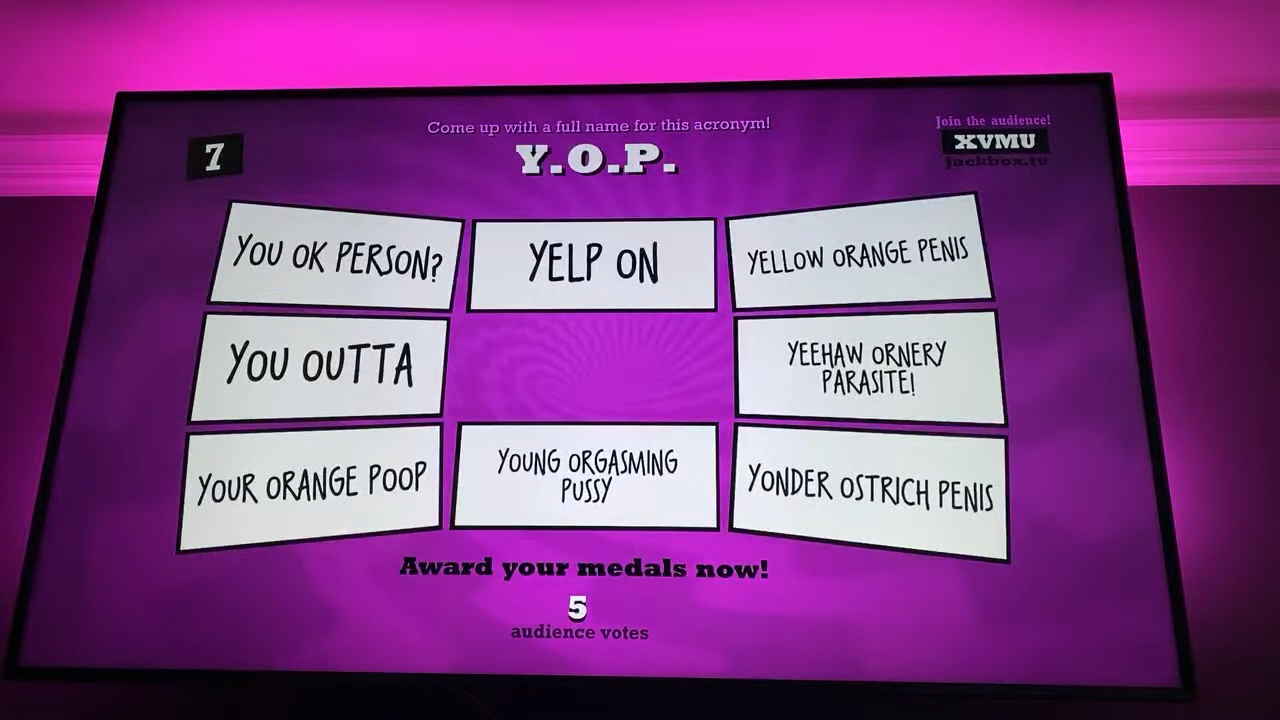 Come up with a full name for this acronym!
Y.O.P.
7
Join the audience!
XVMU
jackbox.tv
YOU OK PERSON?
YELP ON
YELLOW ORANGE PENIS
YOU OUTTA
YEEHAW ORNERY
PARASITE!
YOUR ORANGE POOP
YOUNG ORGASMING
PUSSY
YONDER OSTRICH PENIS
Award your medals now!
5
audience votes